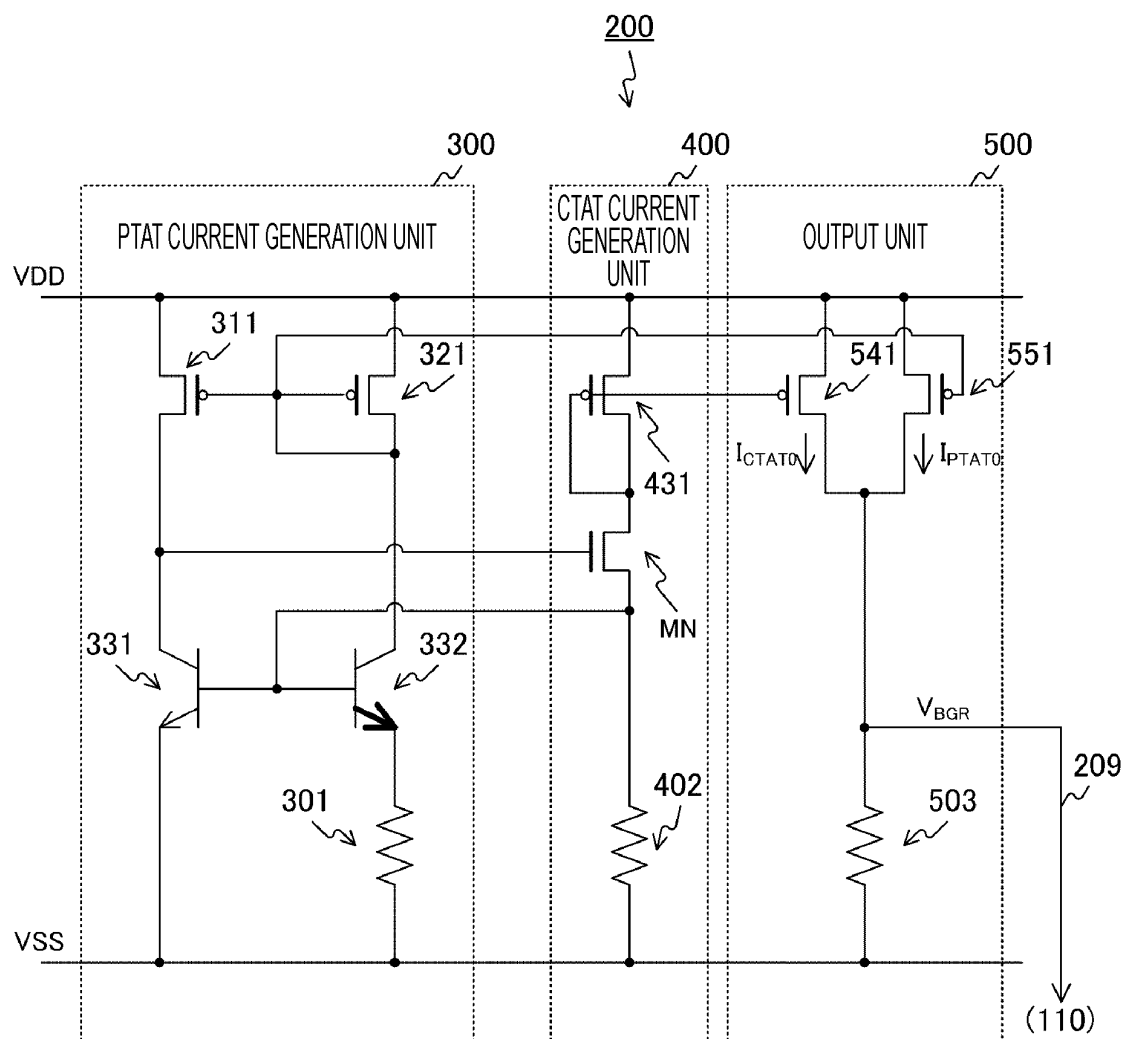 200
300
400
500
PTAT CURRENT GENERATION UNIT
CTAT CURRENT
GENERATION
UNIT
OUTPUT UNIT
VDD
311
321
431
541
551
ICTAT0
IPTAT0
MN
331
332
VBGR
209
301
402
503
VSS
(110)